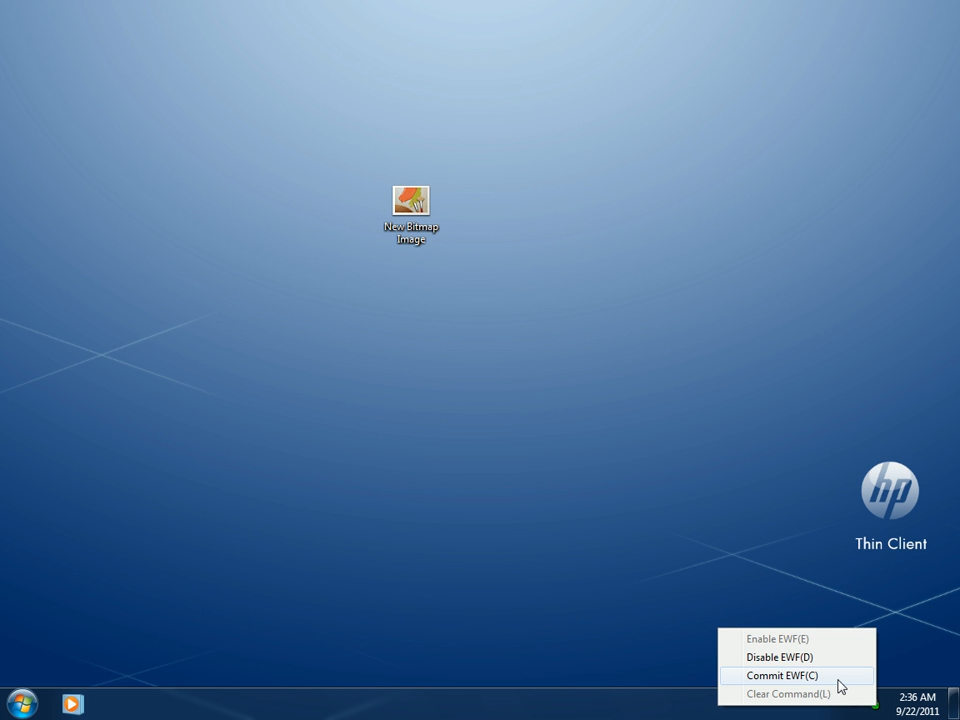 New Bitmap
Image
hp
Thin Client
Enable EWF(E)
Disable EWF(D)
Commit EWF(C)
Clear Command(L)
2:36 AM
9/22/2011